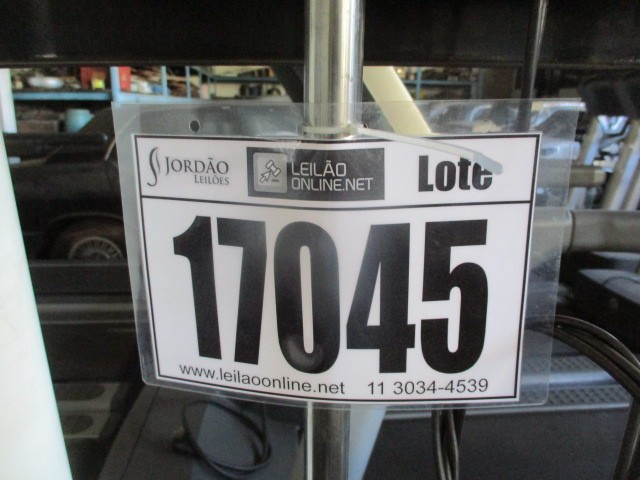 JORDÃO
LEILÕES
LEILÃO
ONLINE.NET
Lote
17045
www.leilaoonline.net 11 3034-4539